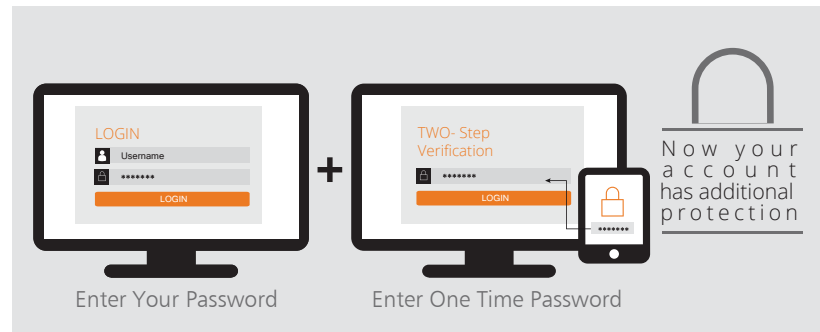 LOGIN
Username
*******
LOGIN
Enter Your Password
+
TWO- Step
Verification
*******
LOGIN
*******
Enter One Time Password
Now your
account
has additional
protection